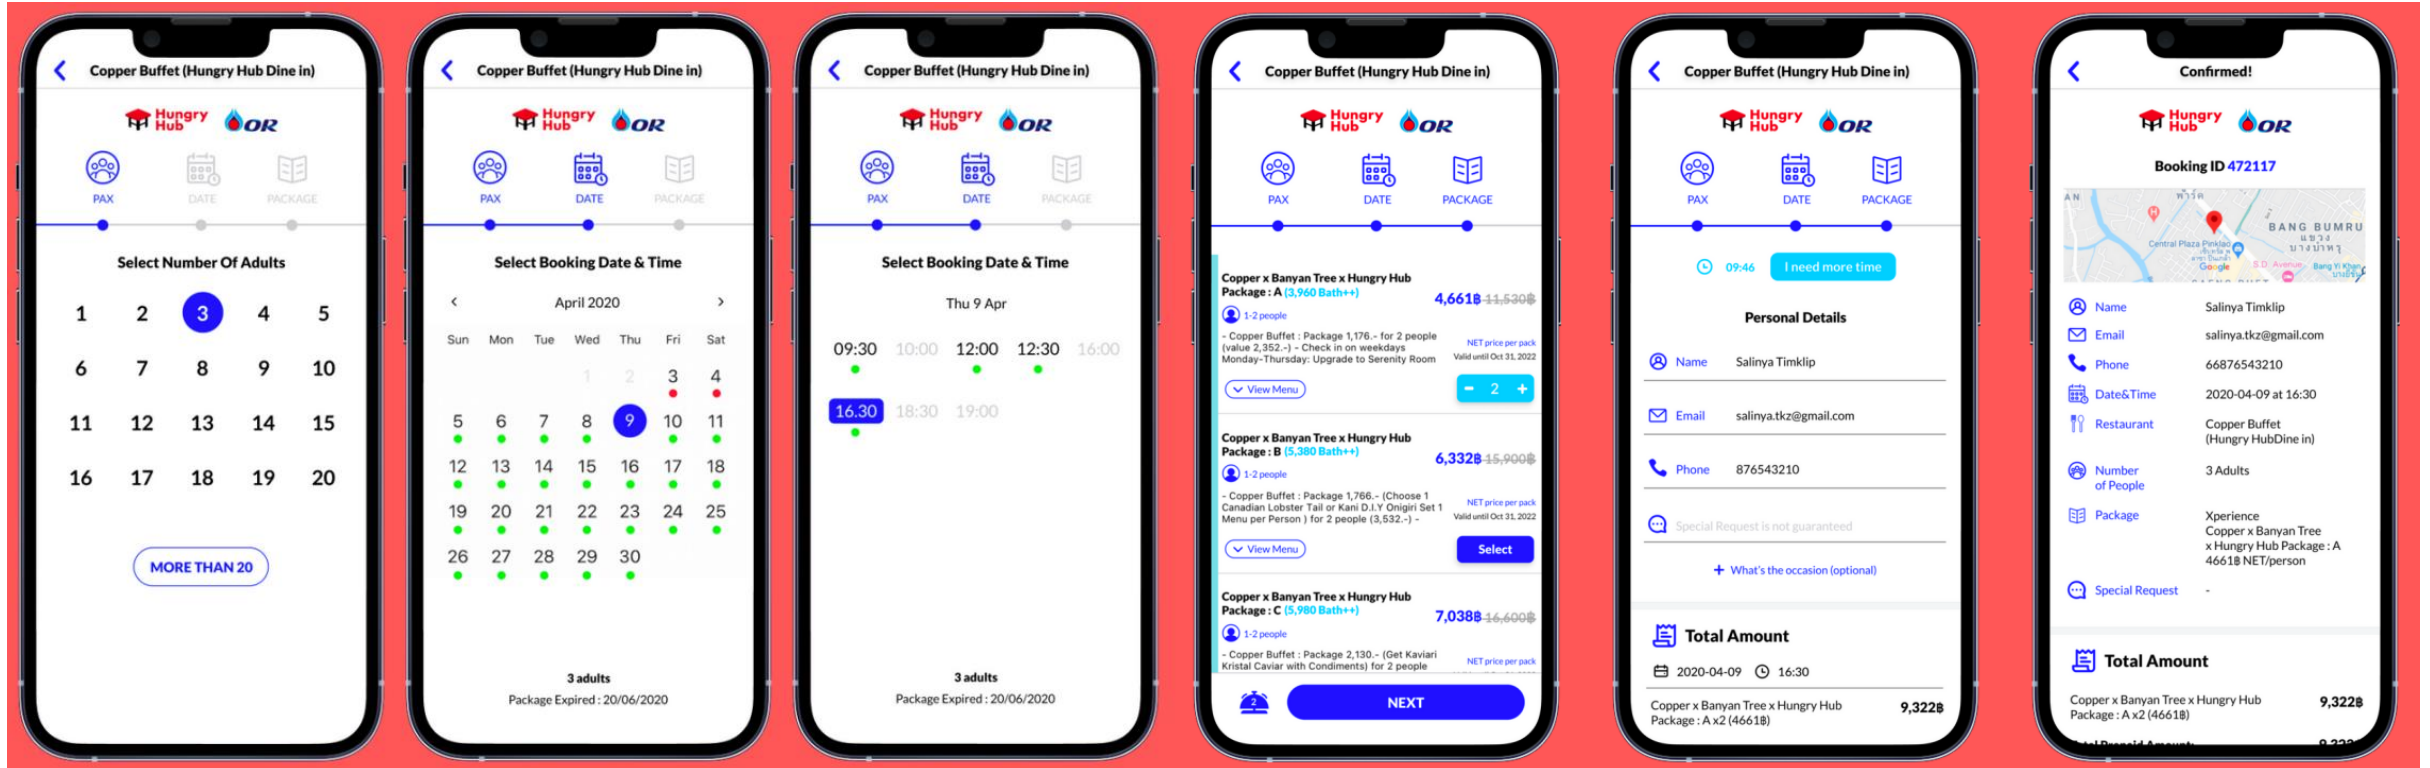 Copper Buffet (Hungry Hub Dine in)
Hungry
Hub
OR
PAX
DATE
PACKAGE
Select Number Of Adults
1 2 3 4 5
6 7 8 9 10
11 12 13 14 15
16 17 18 19 20
MORE THAN 20
Copper Buffet (Hungry Hub Dine in)
Hungry
Hub
OR
PAX
DATE
PACKAGE
Select Booking Date & Time
April 2020
Sun Mon Tue Wed Thu Fri Sat
1 2 3 4
5 6 7 8 9 10 11
12 13 14 15 16 17 18
19 20 21 22 23 24 25
26 27 28 29 30
3 adults
Package Expired : 20/06/2020
Copper Buffet (Hungry Hub Dine in)
Hungry
Hub
OR
PAX
DATE
PACKAGE
Select Booking Date & Time
Thu 9 Apr
09:30 10:00 12:00 12:30 16:00
16.30 18:30 19:00
3 adults
Package Expired : 20/06/2020
Copper Buffet (Hungry Hub Dine in)
Hungry
Hub
OR
PAX
DATE
PACKAGE
Copper x Banyan Tree x Hungry Hub
Package : A (3,960 Bath++)
4,661฿ 11,530฿
1-2 people
- Copper Buffet : Package 1,176.- for 2 people
(value 2,352.-) - Check in on weekdays
Monday-Thursday: Upgrade to Serenity Room
NET price per pack
Valid until Oct 31, 2022
View Menu
- 2 +
Copper x Banyan Tree x Hungry Hub
Package : B (5,380 Bath++)
6,332฿ 15,900฿
1-2 people
- Copper Buffet : Package 1,766.- (Choose 1
Canadian Lobster Tail or Kani D.I.Y Onigiri Set 1
Menu per Person ) for 2 people (3,532.-) -
NET price per pack
Valid until Oct 31, 2022
View Menu
Select
Copper x Banyan Tree x Hungry Hub
Package : C (5,980 Bath++)
7,038฿ 16,600฿
1-2 people
- Copper Buffet : Package 2,130.- (Get Kaviari
Kristal Caviar with Condiments) for 2 people
NET price per pack
2
NEXT
Copper Buffet (Hungry Hub Dine in)
Hungry
Hub
OR
PAX
DATE
PACKAGE
09:46
I need more time
Personal Details
Name Salinya Timklip
Email salinya.tkz@gmail.com
Phone 876543210
Special Request is not guaranteed
+ What's the occasion (optional)
Total Amount
2020-04-09 16:30
Copper x Banyan Tree x Hungry Hub
Package : A x2 (4661฿)
9,322฿
Confirmed!
Hungry
Hub
OR
Booking ID 472117
BANG BUMRU
แขวง
บางบำหรุ
Central Plaza Pinklao
Google
S.D. Avenue
Bang Yi Khan
Name Salinya Timklip
Email salinya.tkz@gmail.com
Phone 66876543210
Date&Time 2020-04-09 at 16:30
Restaurant Copper Buffet
(Hungry HubDine in)
Number
of People
3 Adults
Package Xperience
Copper x Banyan Tree
x Hungry Hub Package : A
4661฿ NET/person
Special Request -
Total Amount
Copper x Banyan Tree x Hungry Hub
Package : A x2 (4661฿)
9,322฿